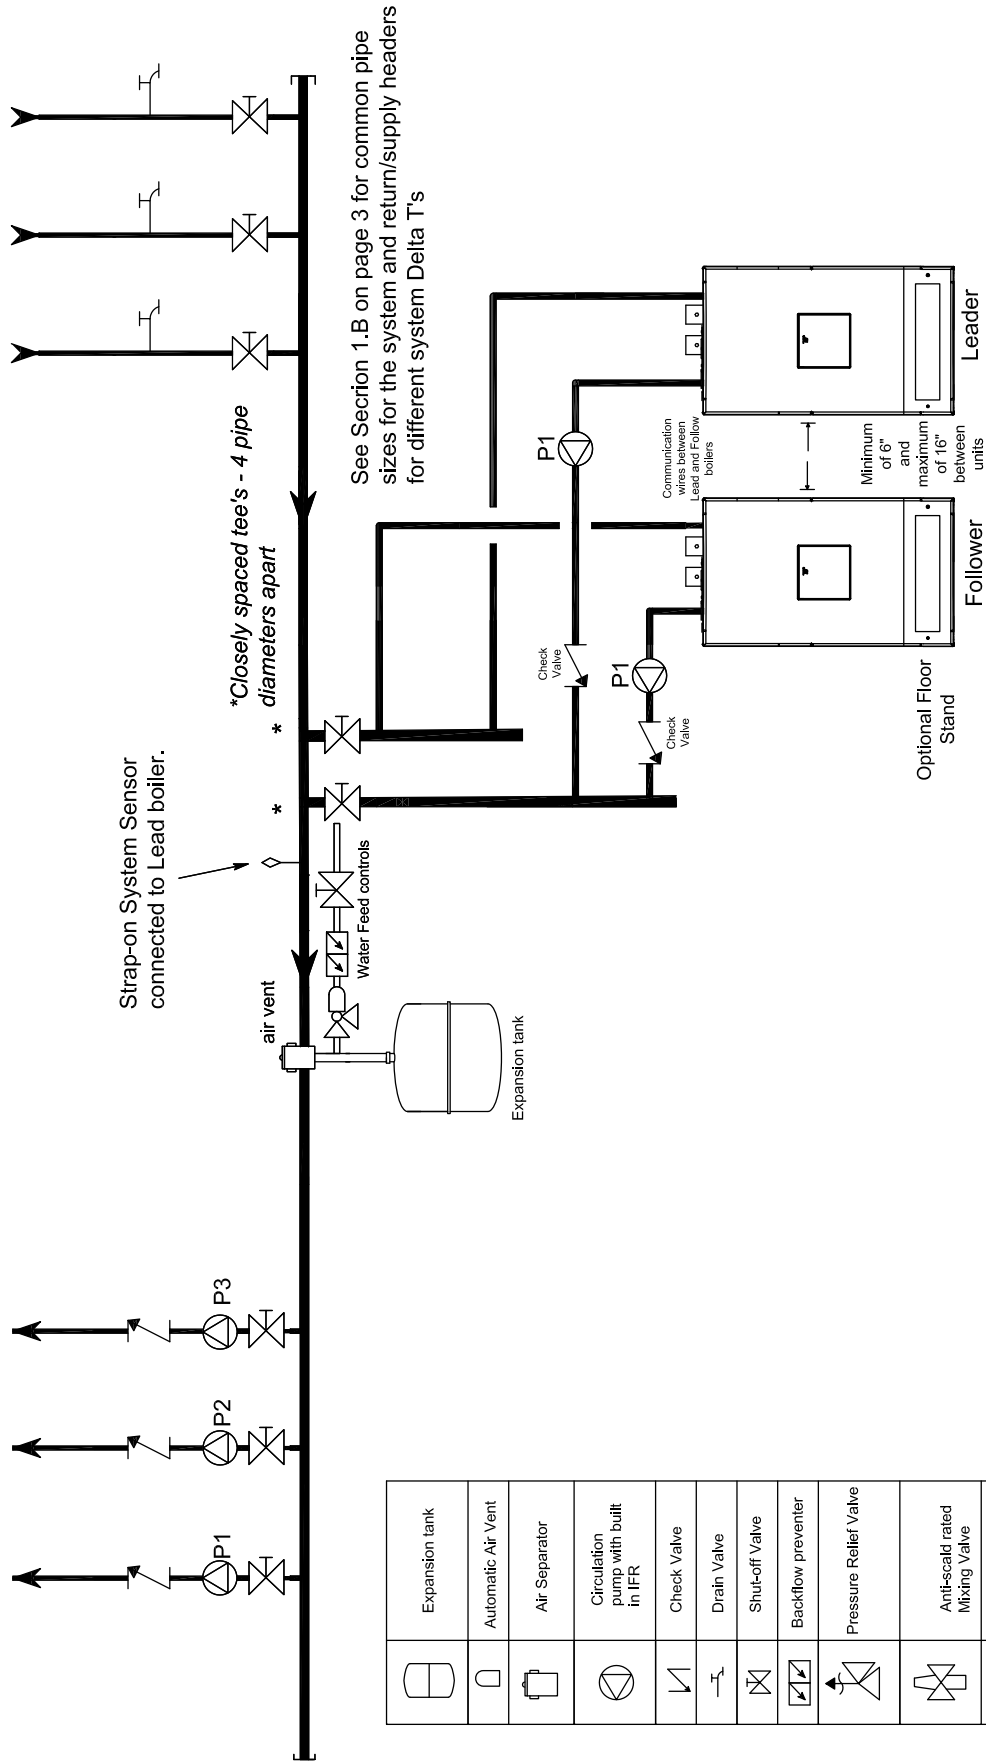 Strap-on System Sensor
connected to Lead boiler.
*Closely spaced tee's - 4 pipe
diameters apart
*
*
See Secrion 1.B on page 3 for common pipe
sizes for the system and return/supply headers
for different system Delta T's
P1
P2
P3
air vent
Water Feed controls
Expansion tank
Check
Valve
P1
Check
Valve
P1
Communication
wires between
Lead and Follow
boilers
Minimum
of 6"
and
maximum
of 16"
between
units
Optional Floor
Stand
Follower
Leader
Expansion tank
Automatic Air Vent
Air Separator
Circulation
pump with built
in IFR
Check Valve
Drain Valve
Shut-off Valve
Backflow preventer
Pressure Relief Valve
Anti-scald rated
Mixing Valve